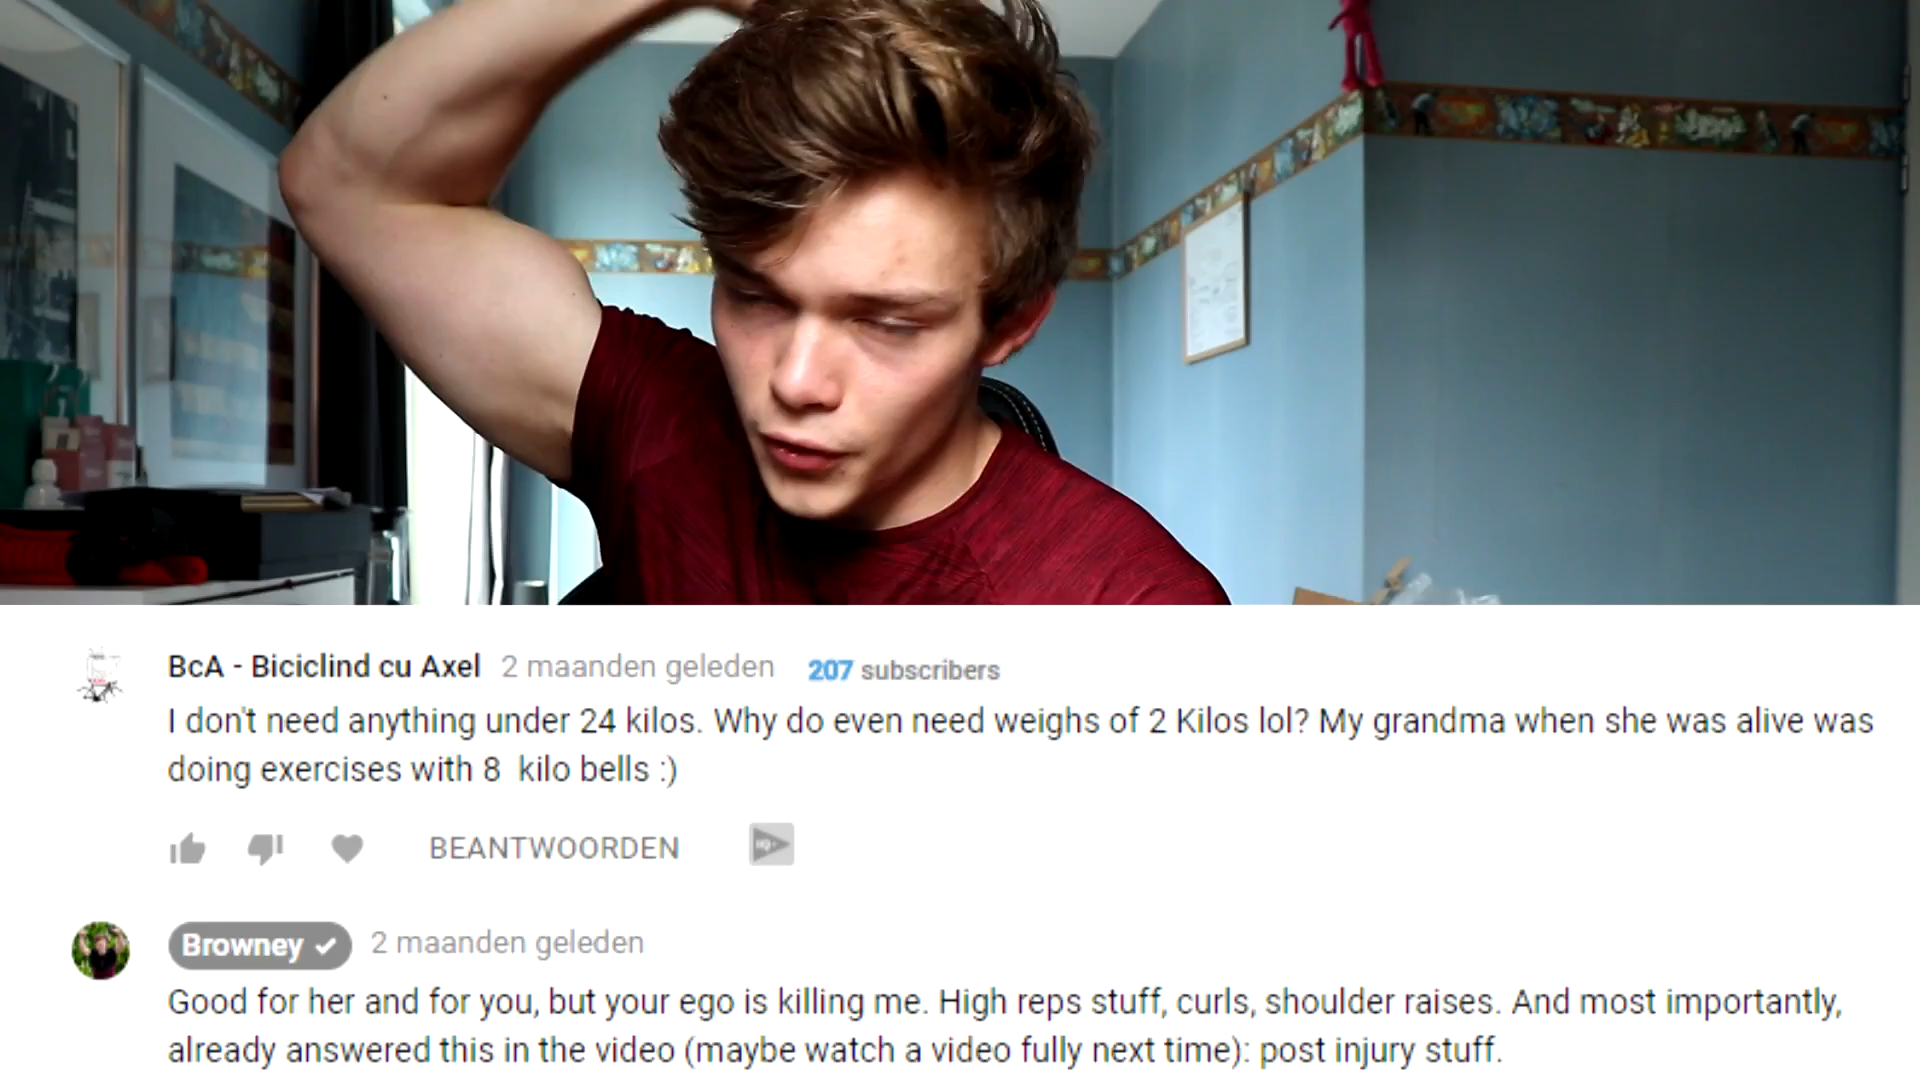 BcA - Biciclind cu Axel 2 maanden geleden 207 subscribers
I don't need anything under 24 kilos. Why do even need weighs of 2 Kilos lol? My grandma when she was alive was
doing exercises with 8 kilo bells :)
BEANTWOORDEN
Browney 2 maanden geleden
Good for her and for you, but your ego is killing me. High reps stuff, curls, shoulder raises. And most importantly,
already answered this in the video (maybe watch a video fully next time): post injury stuff.